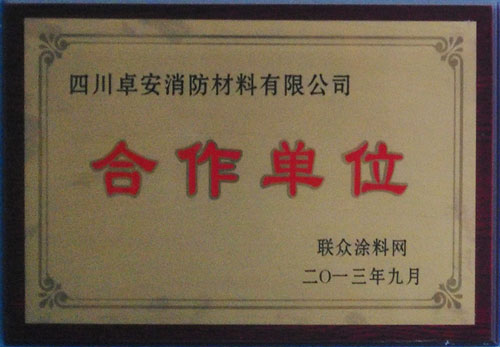 四川卓安消防材料有限公司
合作单位
联众涂料网
二〇一三年九月